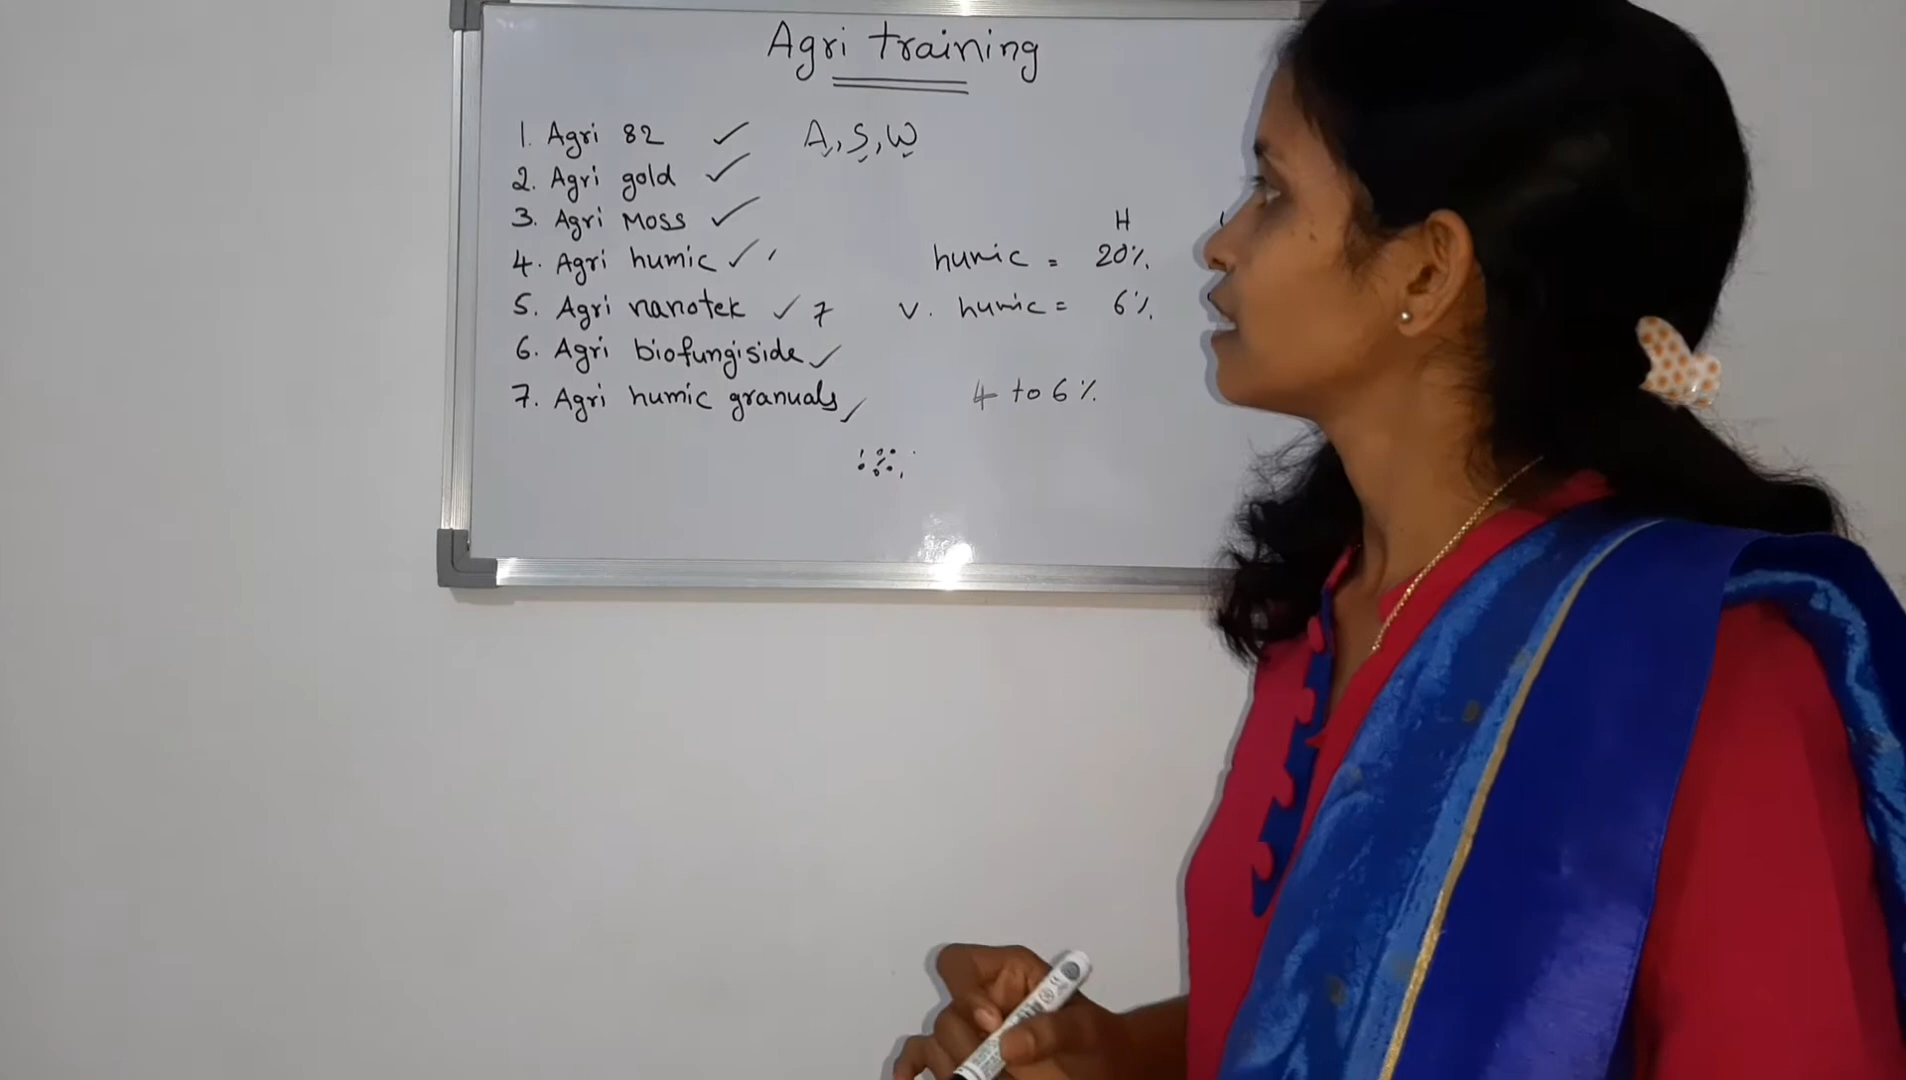 Agri training
1. Agri 82 ✓ A, S, W
2. Agri gold ✓
3. Agri Moss ✓
H
4. Agri humic ✓ humic = 20%.
5. Agri nanotek ✓ 7 v. humic = 6%.
6. Agri biofungiside ✓
7. Agri humic granuals ✓ 4 to 6%.